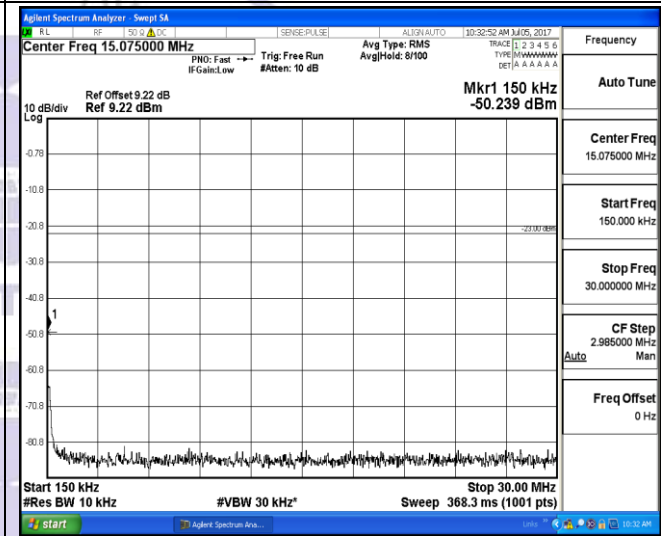 Agilent Spectrum Analyzer - Swept SA
RL RF 50 Ω DC SENSE:PULSE ALIGN AUTO 10:32:52 AM Jul 05, 2017
Center Freq 15.075000 MHz
PNO: Fast Trig: Free Run Avg Type: RMS TRACE 1 2 3 4 5 6
IFGain:Low #Atten: 10 dB Avg|Hold: 8/100 TYPE M WWWWW
DET A A A A A A
Mkr1 150 kHz
-50.239 dBm
Ref Offset 9.22 dB
10 dB/div Ref 9.22 dBm
Log
-0.78
-10.8
-20.8
-23.00 dBm
-30.8
-40.8
1
-50.8
-60.8
-70.8
-80.8
Start 150 kHz Stop 30.00 MHz
#Res BW 10 kHz #VBW 30 kHz* Sweep 368.3 ms (1001 pts)
Frequency
Auto Tune
Center Freq
15.075000 MHz
Start Freq
150.000 kHz
Stop Freq
30.000000 MHz
CF Step
2.985000 MHz
Auto Man
Freq Offset
0 Hz
start Agilent Spectrum Ana... Links » 10:32 AM